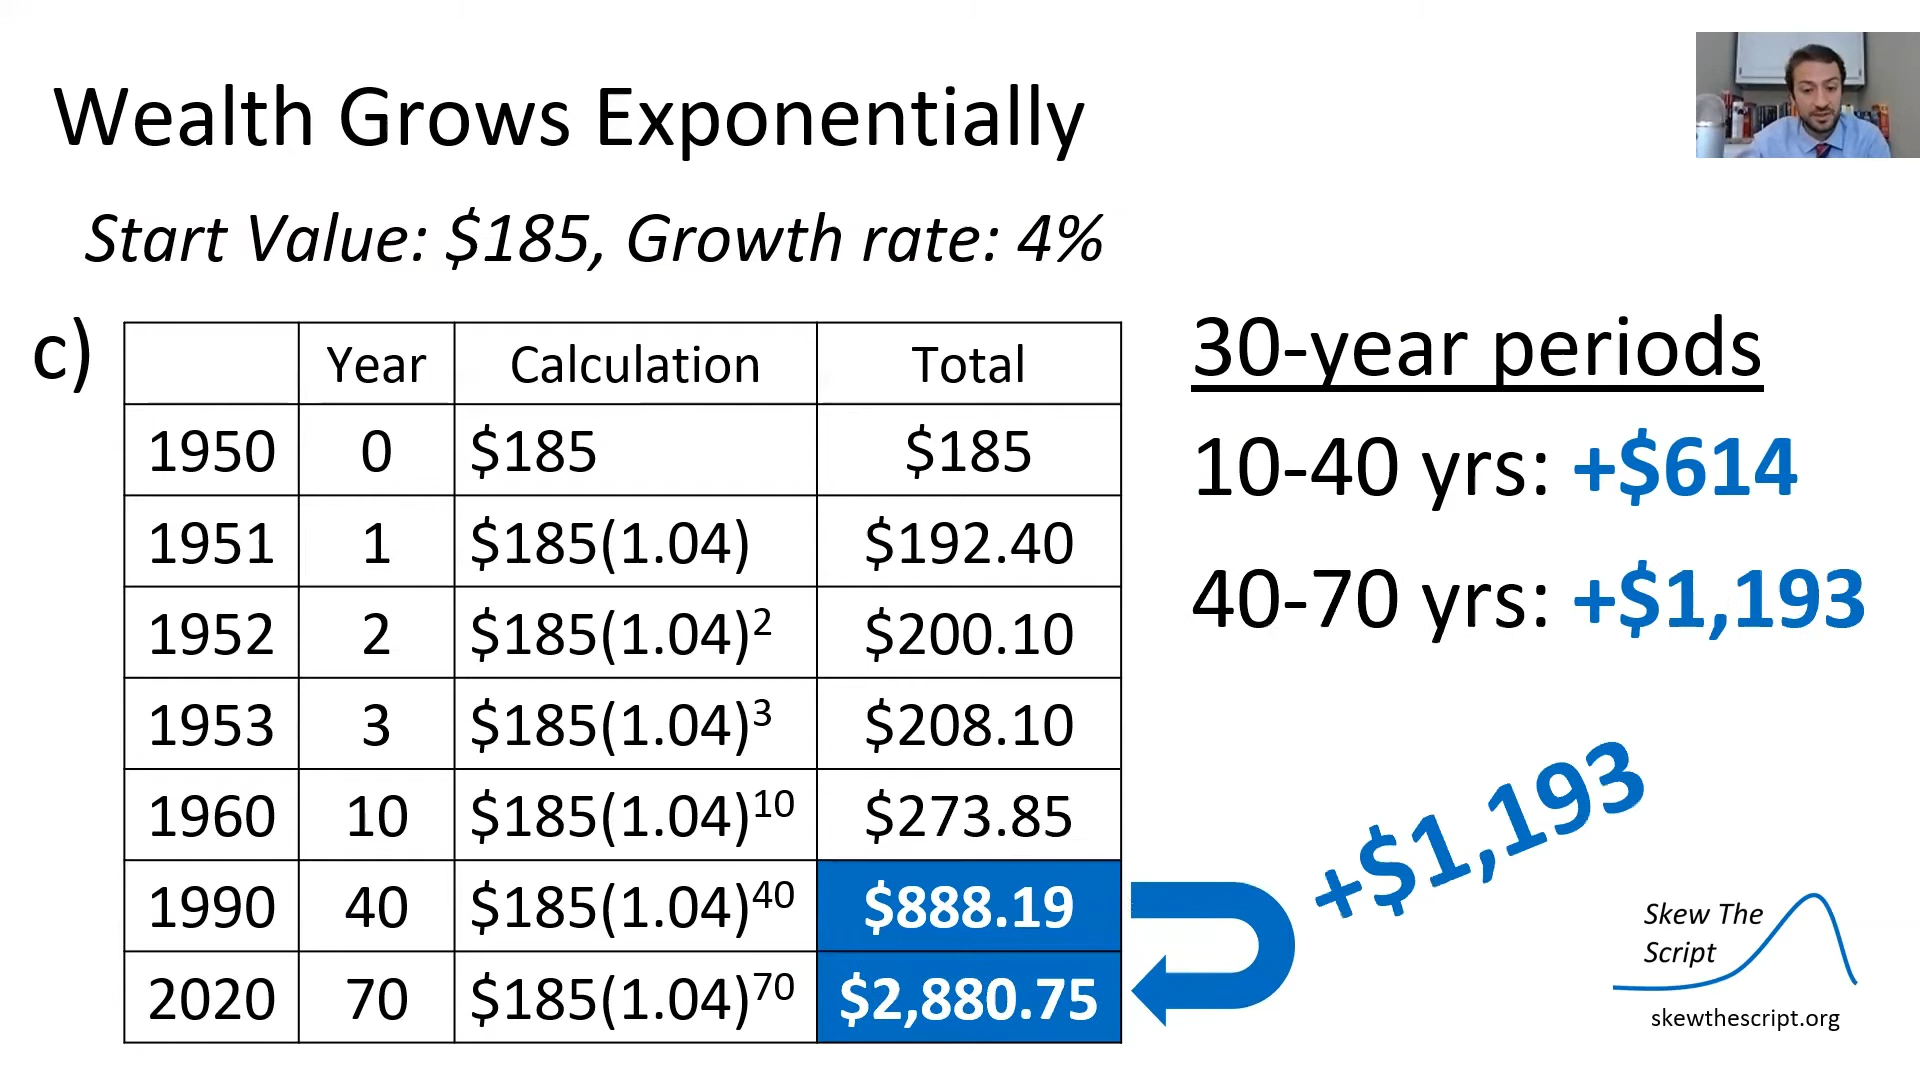 Wealth Grows Exponentially
Start Value: $185, Growth rate: 4%
c)
Year Calculation Total
1950 0 $185 $185
1951 1 $185(1.04) $192.40
1952 2 $185(1.04)² $200.10
1953 3 $185(1.04)³ $208.10
1960 10 $185(1.04)¹⁰ $273.85
1990 40 $185(1.04)⁴⁰ $888.19
2020 70 $185(1.04)⁷⁰ $2,880.75
30-year periods
10-40 yrs: +$614
40-70 yrs: +$1,193
+$1,193
Skew The
Script
skewthescript.org